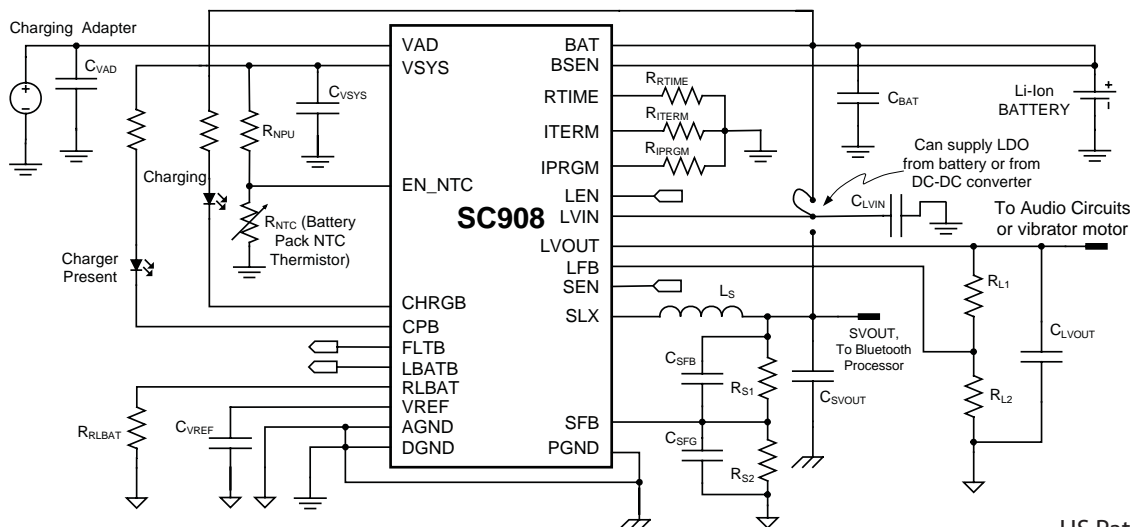 Charging Adapter
CVAD
VAD
VSYS
CVSYS
RNPU
Charging
EN_NTC
RNTC (Battery
Pack NTC
Thermistor)
Charger
Present
CHRGB
CPB
FLTB
LBATB
RLBAT
VREF
AGND
DGND
RRLBAT
CVREF
SC908
BAT
BSEN
RTIME
ITERM
IPRGM
LEN
LVIN
LVOUT
LFB
SEN
SLX
SFB
PGND
RRTIME
RITERM
RIPRGM
CBAT
Li-Ion
BATTERY
+
Can supply LDO
from battery or from
DC-DC converter
CLVIN
To Audio Circuits
or vibrator motor
LS
SVOUT,
To Bluetooth
Processor
CSFB
RS1
CSVOUT
CSFG
RS2
RL1
RL2
CLVOUT
US Pat